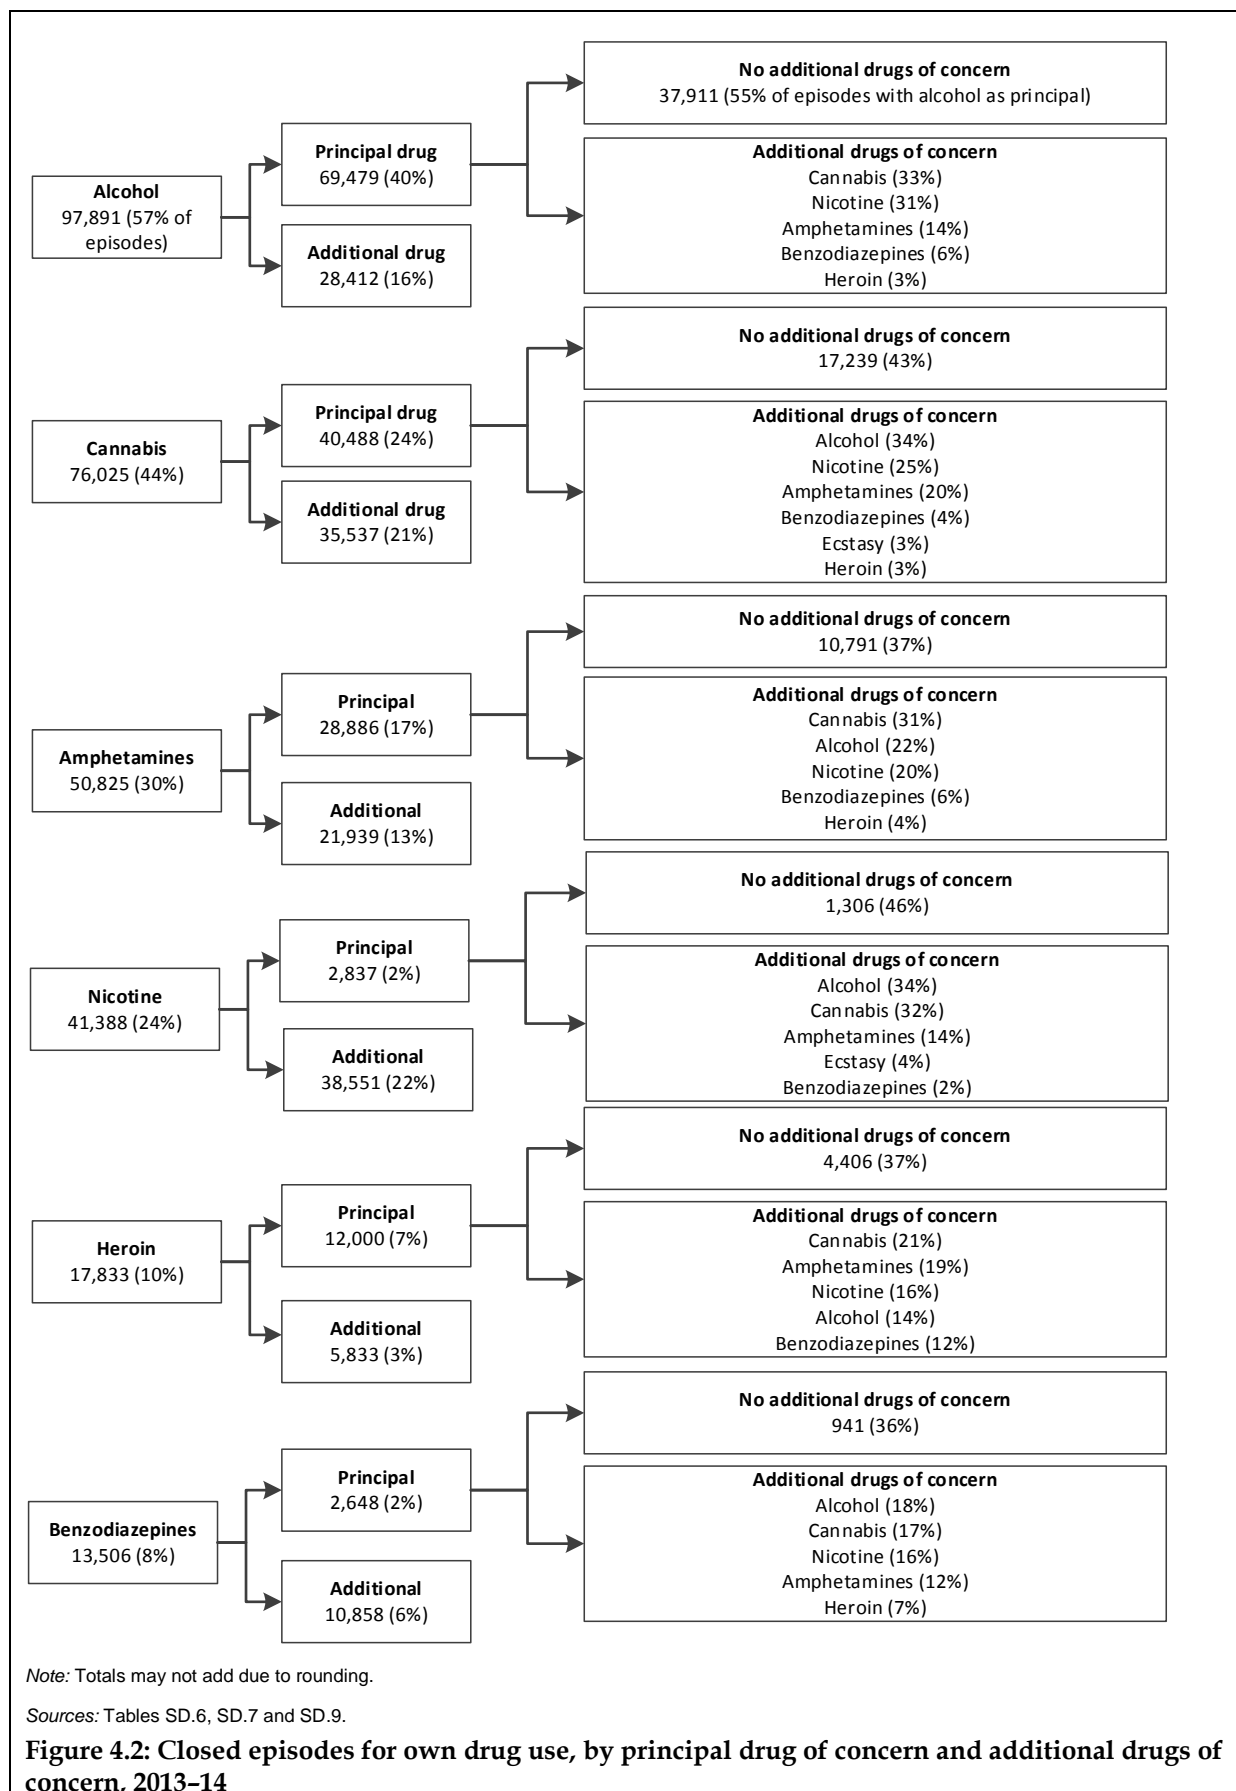 No additional drugs of concern
37,911 (55% of episodes with alcohol as principal)
Principal drug
69,479 (40%)
Additional drugs of concern
Cannabis (33%)
Nicotine (31%)
Amphetamines (14%)
Benzodiazepines (6%)
Heroin (3%)
Alcohol
97,891 (57% of
episodes)
Additional drug
28,412 (16%)
No additional drugs of concern
17,239 (43%)
Principal drug
40,488 (24%)
Additional drugs of concern
Alcohol (34%)
Nicotine (25%)
Amphetamines (20%)
Benzodiazepines (4%)
Ecstasy (3%)
Heroin (3%)
Cannabis
76,025 (44%)
Additional drug
35,537 (21%)
No additional drugs of concern
10,791 (37%)
Principal
28,886 (17%)
Additional drugs of concern
Cannabis (31%)
Alcohol (22%)
Nicotine (20%)
Benzodiazepines (6%)
Heroin (4%)
Amphetamines
50,825 (30%)
Additional
21,939 (13%)
No additional drugs of concern
1,306 (46%)
Principal
2,837 (2%)
Additional drugs of concern
Alcohol (34%)
Cannabis (32%)
Amphetamines (14%)
Ecstasy (4%)
Benzodiazepines (2%)
Nicotine
41,388 (24%)
Additional
38,551 (22%)
No additional drugs of concern
4,406 (37%)
Principal
12,000 (7%)
Additional drugs of concern
Cannabis (21%)
Amphetamines (19%)
Nicotine (16%)
Alcohol (14%)
Benzodiazepines (12%)
Heroin
17,833 (10%)
Additional
5,833 (3%)
No additional drugs of concern
941 (36%)
Principal
2,648 (2%)
Additional drugs of concern
Alcohol (18%)
Cannabis (17%)
Nicotine (16%)
Amphetamines (12%)
Heroin (7%)
Benzodiazepines
13,506 (8%)
Additional
10,858 (6%)
Note: Totals may not add due to rounding.
Sources: Tables SD.6, SD.7 and SD.9.
Figure 4.2: Closed episodes for own drug use, by principal drug of concern and additional drugs of
concern, 2013–14